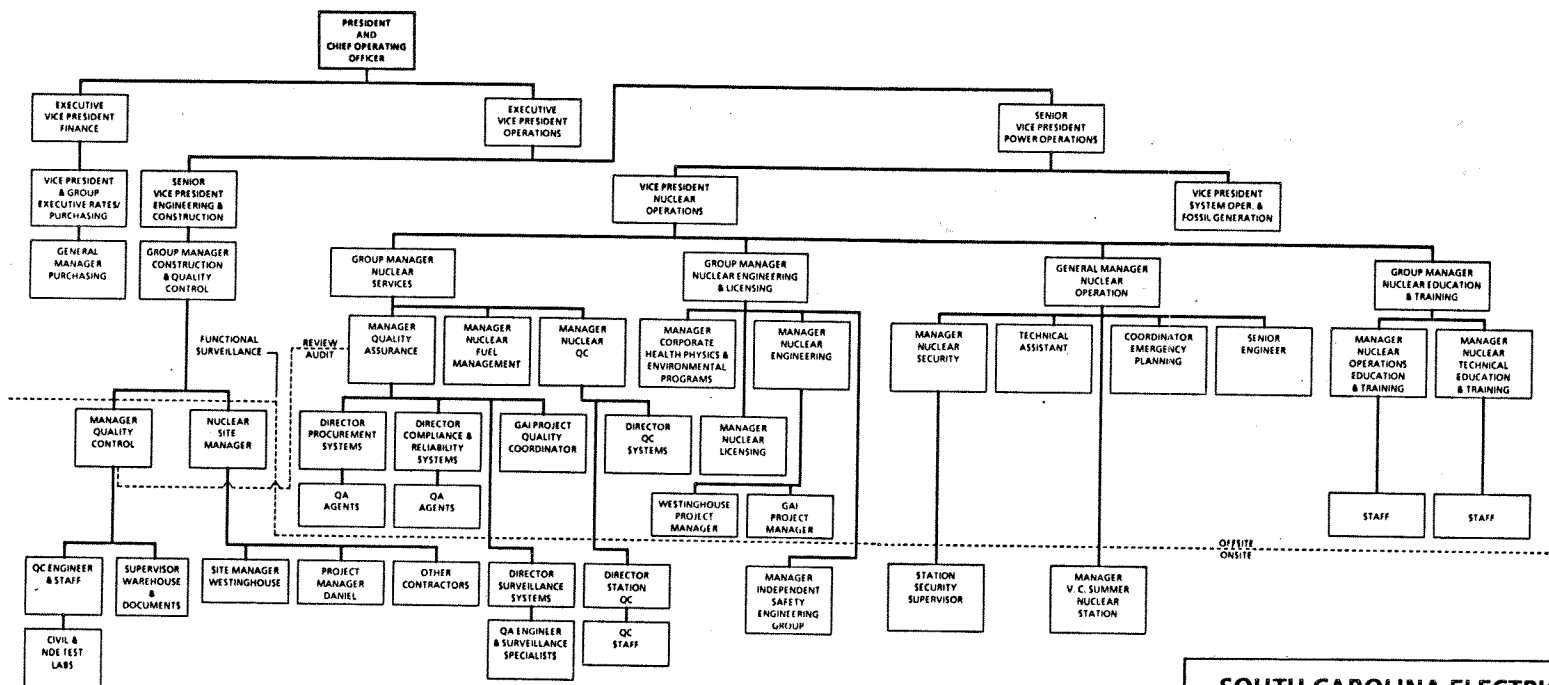 PRESIDENT
AND
CHIEF OPERATING
OFFICER
EXECUTIVE
VICE PRESIDENT
FINANCE
EXECUTIVE
VICE PRESIDENT
OPERATIONS
SENIOR
VICE PRESIDENT
POWER OPERATIONS
VICE PRESIDENT
& GROUP
EXECUTIVE RATES/
PURCHASING
SENIOR
VICE PRESIDENT
ENGINEERING &
CONSTRUCTION
VICE PRESIDENT
NUCLEAR
OPERATIONS
VICE PRESIDENT
SYSTEM OPER. &
FOSSIL GENERATION
GENERAL
MANAGER
PURCHASING
GROUP MANAGER
CONSTRUCTION
& QUALITY
CONTROL
GROUP MANAGER
NUCLEAR
SERVICES
GROUP MANAGER
NUCLEAR ENGINEERING
& LICENSING
GENERAL MANAGER
NUCLEAR
OPERATION
GROUP MANAGER
NUCLEAR EDUCATION
& TRAINING
FUNCTIONAL
SURVEILLANCE
REVIEW
AUDIT
MANAGER
QUALITY
ASSURANCE
MANAGER
NUCLEAR
FUEL
MANAGEMENT
MANAGER
NUCLEAR
QC
MANAGER
CORPORATE
HEALTH PHYSICS &
ENVIRONMENTAL
PROGRAMS
MANAGER
NUCLEAR
ENGINEERING
MANAGER
NUCLEAR
SECURITY
TECHNICAL
ASSISTANT
COORDINATOR
EMERGENCY
PLANNING
SENIOR
ENGINEER
MANAGER
NUCLEAR
OPERATIONS
EDUCATION
& TRAINING
MANAGER
NUCLEAR
TECHNICAL
EDUCATION
& TRAINING
MANAGER
QUALITY
CONTROL
NUCLEAR
SITE
MANAGER
DIRECTOR
PROCUREMENT
SYSTEMS
DIRECTOR
COMPLIANCE &
RELIABILITY
SYSTEMS
GAI PROJECT
QUALITY
COORDINATOR
DIRECTOR
QC
SYSTEMS
MANAGER
NUCLEAR
LICENSING
QA
AGENTS
QA
AGENTS
WESTINGHOUSE
PROJECT
MANAGER
GAI
PROJECT
MANAGER
STAFF
STAFF
OFFSITE
ONSITE
QC ENGINEER
& STAFF
SUPERVISOR
WAREHOUSE
&
DOCUMENTS
SITE MANAGER
WESTINGHOUSE
PROJECT
MANAGER
DANIEL
OTHER
CONTRACTORS
DIRECTOR
SURVEILLANCE
SYSTEMS
DIRECTOR
STATION
QC
MANAGER
INDEPENDENT
SAFETY
ENGINEERING
GROUP
STATION
SECURITY
SUPERVISOR
MANAGER
V. C. SUMMER
NUCLEAR
STATION
CIVIL &
NDE TEST
LABS
QA ENGINEER
& SURVEILLANCE
SPECIALISTS
QC
STAFF
SOUTH CAROLINA ELECTRIC